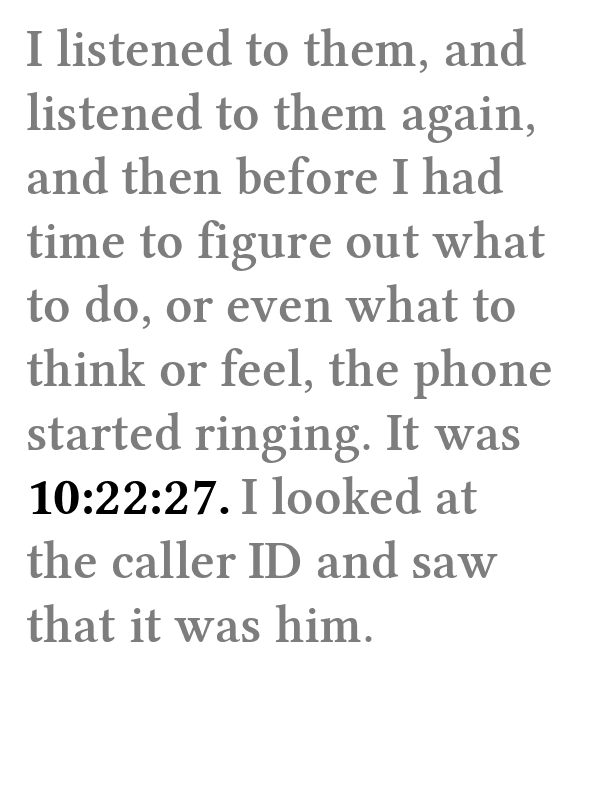 I listened to them, and
listened to them again,
and then before I had
time to figure out what
to do, or even what to
think or feel, the phone
started ringing. It was
10:22:27. I looked at
the caller ID and saw
that it was him.